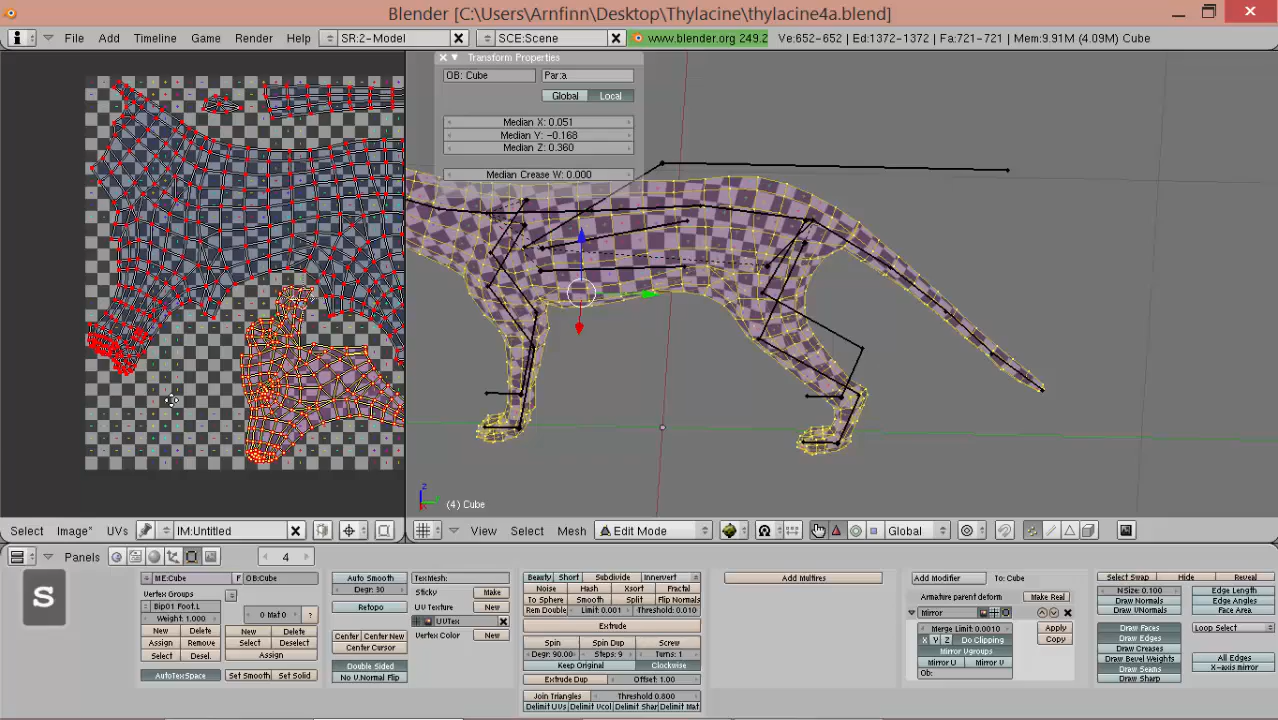 Blender [C:\Users\Arnfinn\Desktop\Thylacine\thylacine4a.blend]
File Add Timeline Game Render Help SR:2-Model SCE:Scene www.blender.org 249.2 Ve:652-652 | Ed:1372-1372 | Fa:721-721 | Mem:9.91M (4.09M) Cube
Transform Properties
OB: Cube Par:a
Global Local
Median X: 0.051
Median Y: -0.168
Median Z: 0.360
Median Crease W: 0.000
z
(4) Cube
Select Image* UVs IM:Untitled View Select Mesh Edit Mode Global
Panels 4
S
ME:Cube F OB:Cube
Vertex Groups
Bip01 Foot.L
Weight: 1.000
New Delete
Assign Remove
Select Desel.
AutoTexSpace
0 Mat 0 ?
New Delete
Select Deselect
Assign
Set Smooth Set Solid
Auto Smooth
Degr: 30
Retopo
Center Center New
Center Cursor
Double Sided
No V.Normal Flip
TexMesh:
Sticky Make
UV Texture New
UVTex
Vertex Color New
Beauty Short Subdivide Innervert
Noise Hash Xsort Fractal
To Sphere Smooth Split Flip Normals
Rem Double Limit: 0.001 Threshold: 0.010
Extrude
Spin Spin Dup Screw
Degr: 90.00 Steps: 9 Turns: 1
Keep Original Clockwise
Extrude Dup Offset: 1.00
Join Triangles Threshold 0.800
Delimit UVs Delimit Vcol Delimit Shar Delimit Mat
Add Multires
Add Modifier To: Cube
Armature parent deform Make Real
Mirror
Merge Limit: 0.0010
X Y Z Do Clipping
Mirror Vgroups
Mirror U Mirror V
Ob:
Apply
Copy
Select Swap Hide Reveal
NSize: 0.100
Draw Normals
Draw VNormals
Draw Faces
Draw Edges
Draw Creases
Draw Bevel Weights
Draw Seams
Draw Sharp
Edge Length
Edge Angles
Face Area
Loop Select
All Edges
X-axis mirror